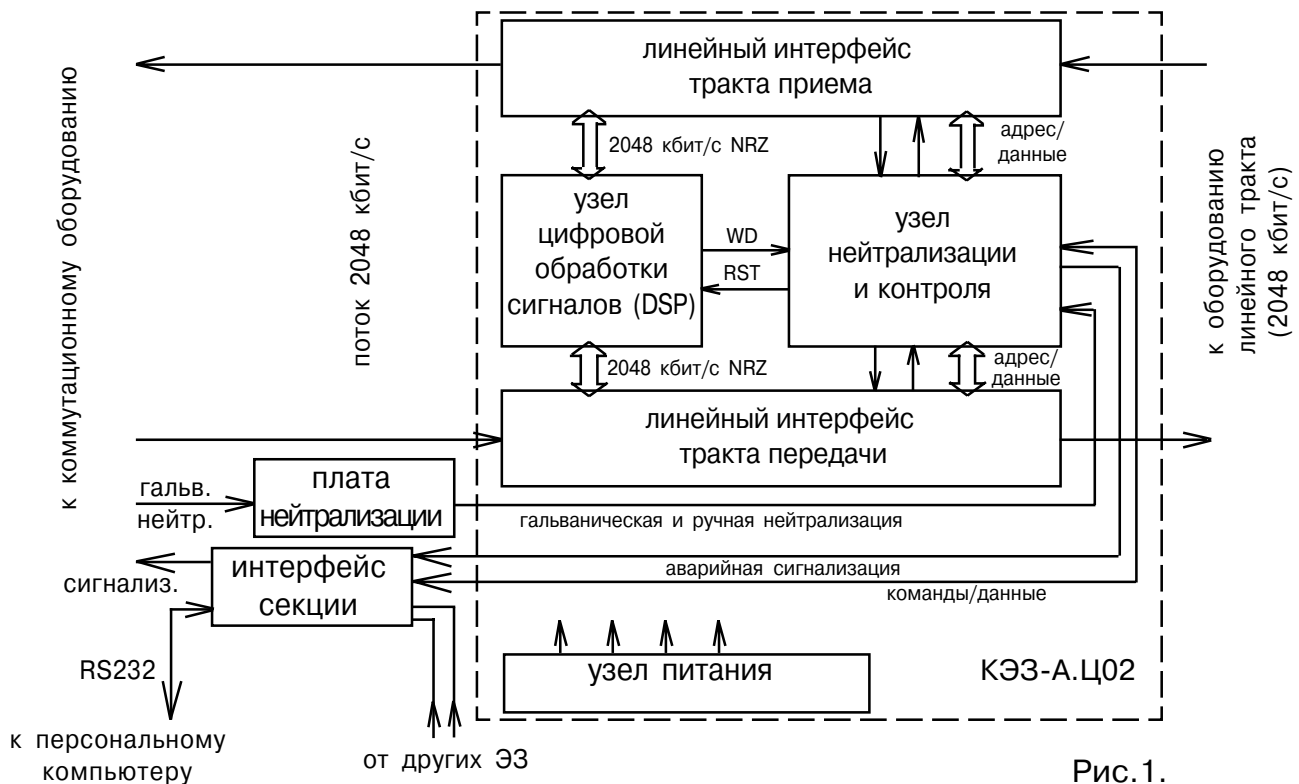 линейный интерфейс
тракта приема
2048 кбит/с NRZ
адрес/
данные
к коммутационному оборудованию
поток 2048 кбит/с
узел
цифровой
обработки
сигналов (DSP)
WD
RST
узел
нейтрализации
и контроля
к оборудованию
линейного тракта
(2048 кбит/с)
2048 кбит/с NRZ
адрес/
данные
линейный интерфейс
тракта передачи
гальв.
нейтр.
плата
нейтрализации
гальваническая и ручная нейтрализация
сигнализ.
интерфейс
секции
аварийная сигнализация
команды/данные
RS232
узел питания
КЭЗ-А.Ц02
к персональному
компьютеру
от других ЭЗ
Рис.1.